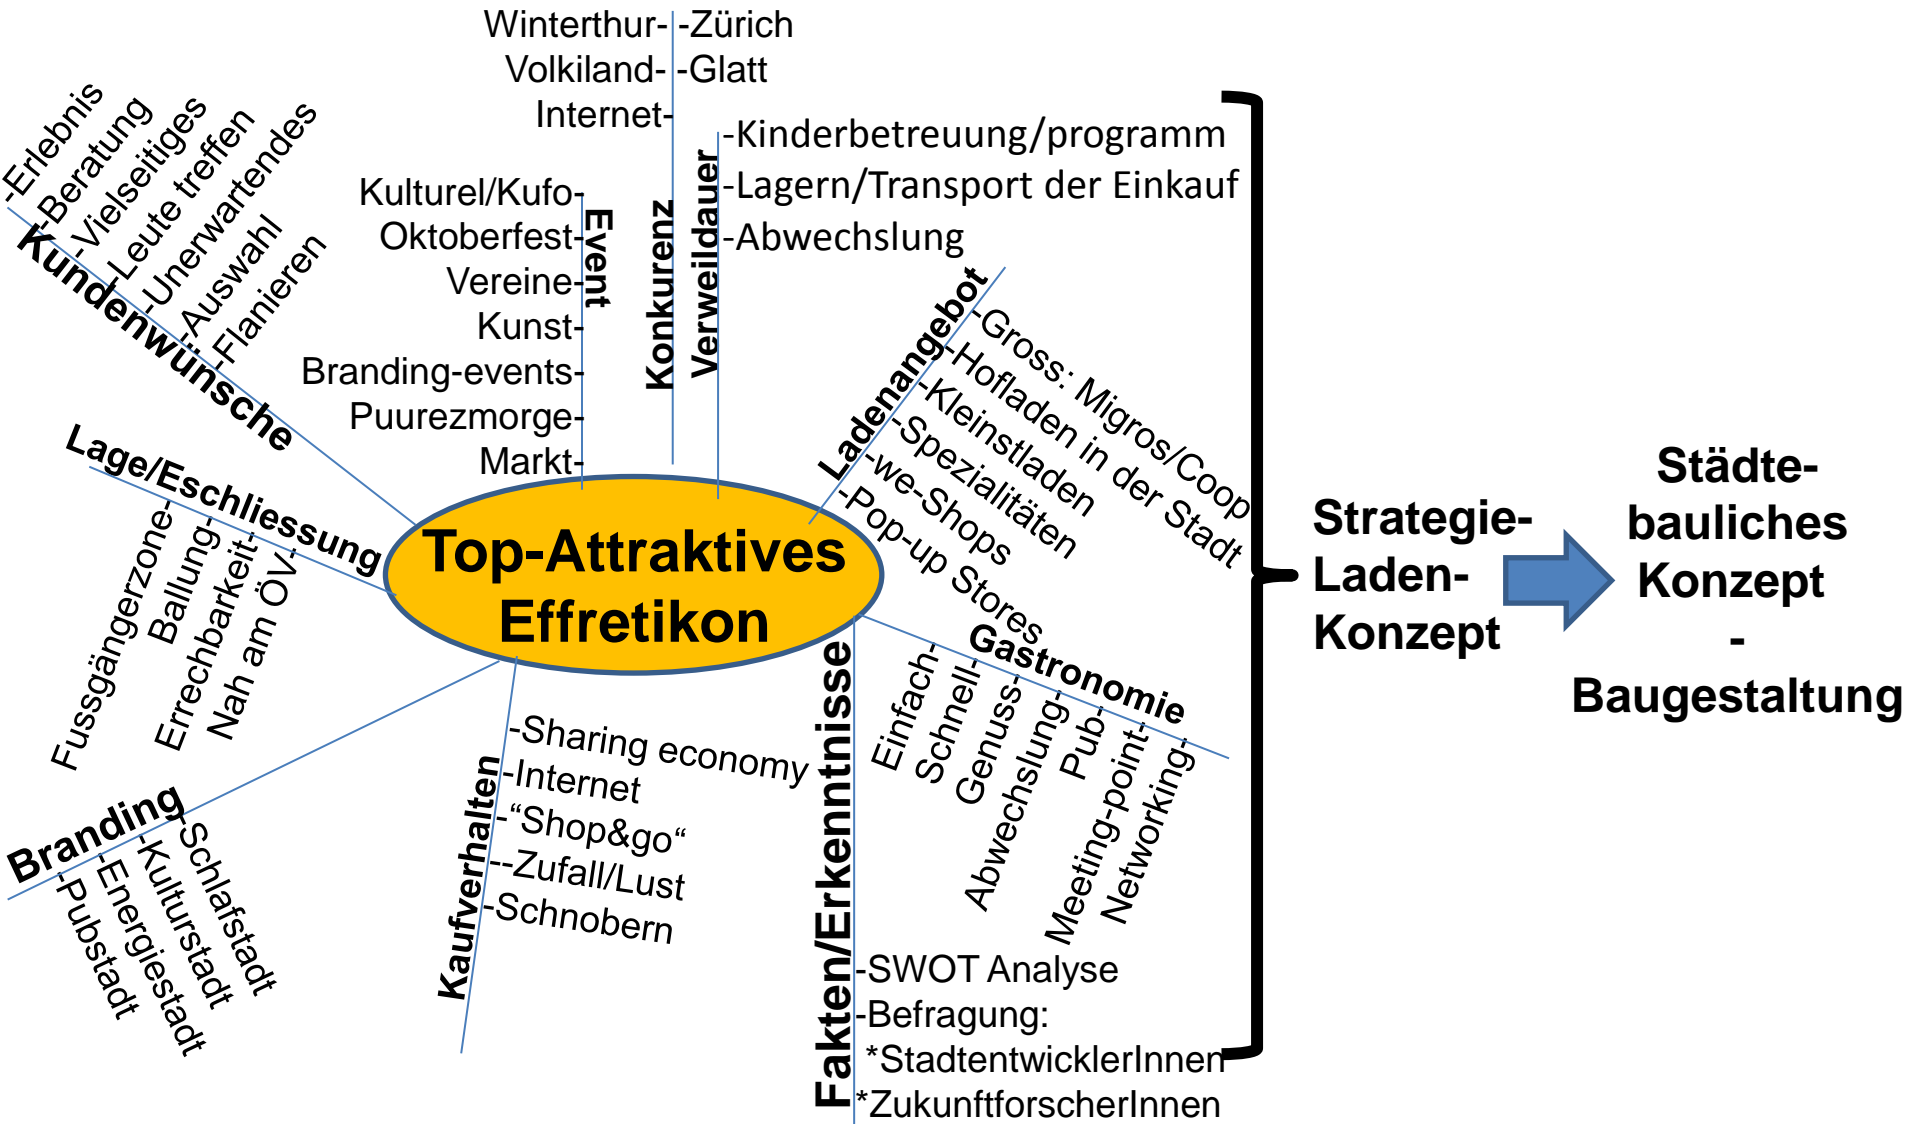 Winterthur-
-Zürich
Volkiland-
-Glatt
Internet-
Konkurenz
Verweildauer
-Kinderbetreuung/programm
-Lagern/Transport der Einkauf
-Abwechslung
Event
Kulturel/Kufo-
Oktoberfest-
Vereine-
Kunst-
Branding-events-
Puurezmorge-
Markt-
Kundenwünsche
-Erlebnis
-Beratung
-Vielseitiges
-Leute treffen
-Unerwartendes
-Auswahl
-Flanieren
Lage/Eschliessung
Fussgängerzone-
Ballung-
Errechbarkeit-
Nah am ÖV-
Branding
-Schlafstadt
-Kulturstadt
-Energiestadt
-Pubstadt
Top-Attraktives
Effretikon
Ladenangebot
-Gross: Migros/Coop
-Hofladen in der Stadt
-Kleinstladen
-Spezialitäten
-we-Shops
-Pop-up Stores
Gastronomie
Einfach-
Schnell-
Genuss-
Abwechslung-
Pub-
Meeting-point-
Networking-
Kaufverhalten
-Sharing economy
-Internet
-“Shop&go“
--Zufall/Lust
-Schnobern
Fakten/Erkenntnisse
-SWOT Analyse
-Befragung:
*StadtentwicklerInnen
*ZukunftforscherInnen
Strategie-
Laden-
Konzept
Städte-
bauliches
Konzept
-
Baugestaltung